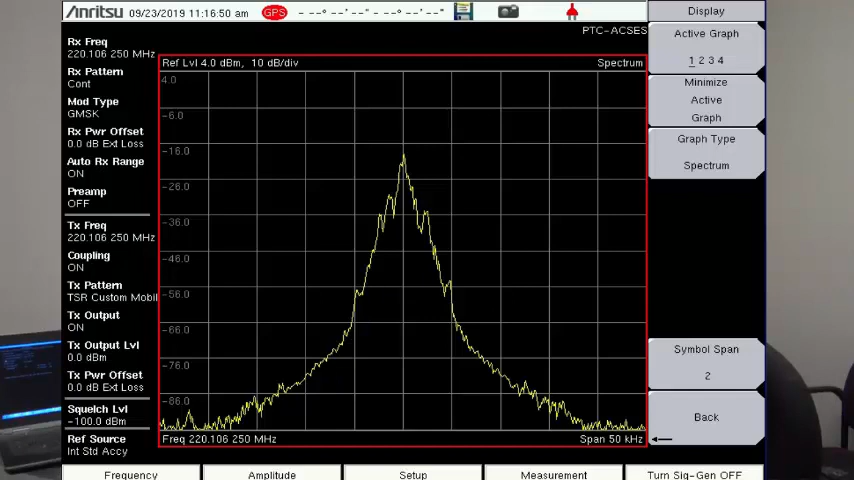 Anritsu 09/23/2019 11:16:50 am GPS --°--'--" --°--'--"
PTC-ACSES
Rx Freq
220.106 250 MHz
Rx Pattern
Cont
Mod Type
GMSK
Rx Pwr Offset
0.0 dB Ext Loss
Auto Rx Range
ON
Preamp
OFF
Tx Freq
220.106 250 MHz
Coupling
ON
Tx Pattern
TSR Custom Mobil
Tx Output
ON
Tx Output Lvl
0.0 dBm
Tx Pwr Offset
0.0 dB Ext Loss
Squelch Lvl
-100.0 dBm
Ref Source
Int Std Accy
Ref Lvl 4.0 dBm, 10 dB/div Spectrum
4.0
-6.0
-16.0
-26.0
-36.0
-46.0
-56.0
-66.0
-76.0
-86.0
Freq 220.106 250 MHz Span 50 kHz
Display
Active Graph
1 2 3 4
Minimize
Active
Graph
Graph Type
Spectrum
Symbol Span
2
Back
Frequency Amplitude Setup Measurement Turn Sig-Gen OFF